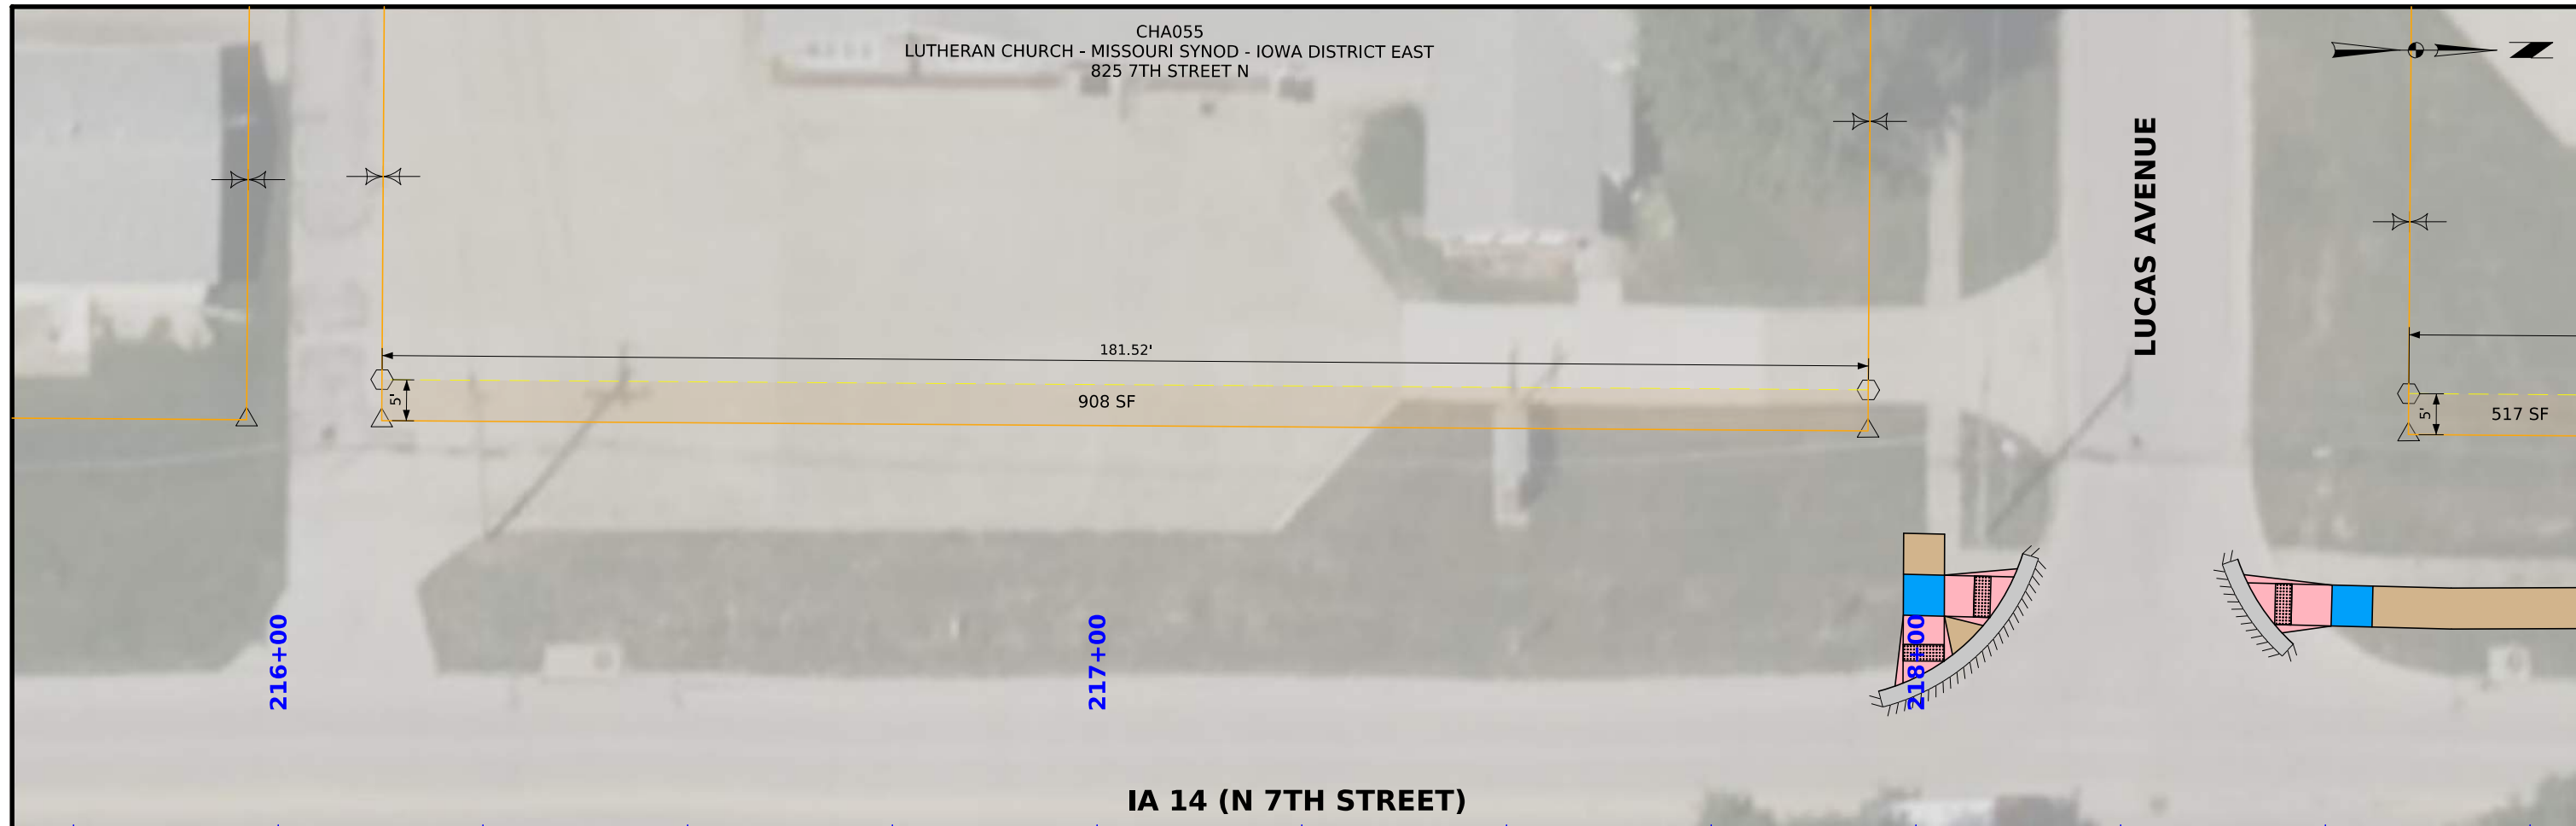 CHA055
LUTHERAN CHURCH - MISSOURI SYNOD - IOWA DISTRICT EAST
825 7TH STREET N
LUCAS AVENUE
181.52'
5'
908 SF
5'
517 SF
216+00
217+00
218+00
IA 14 (N 7TH STREET)